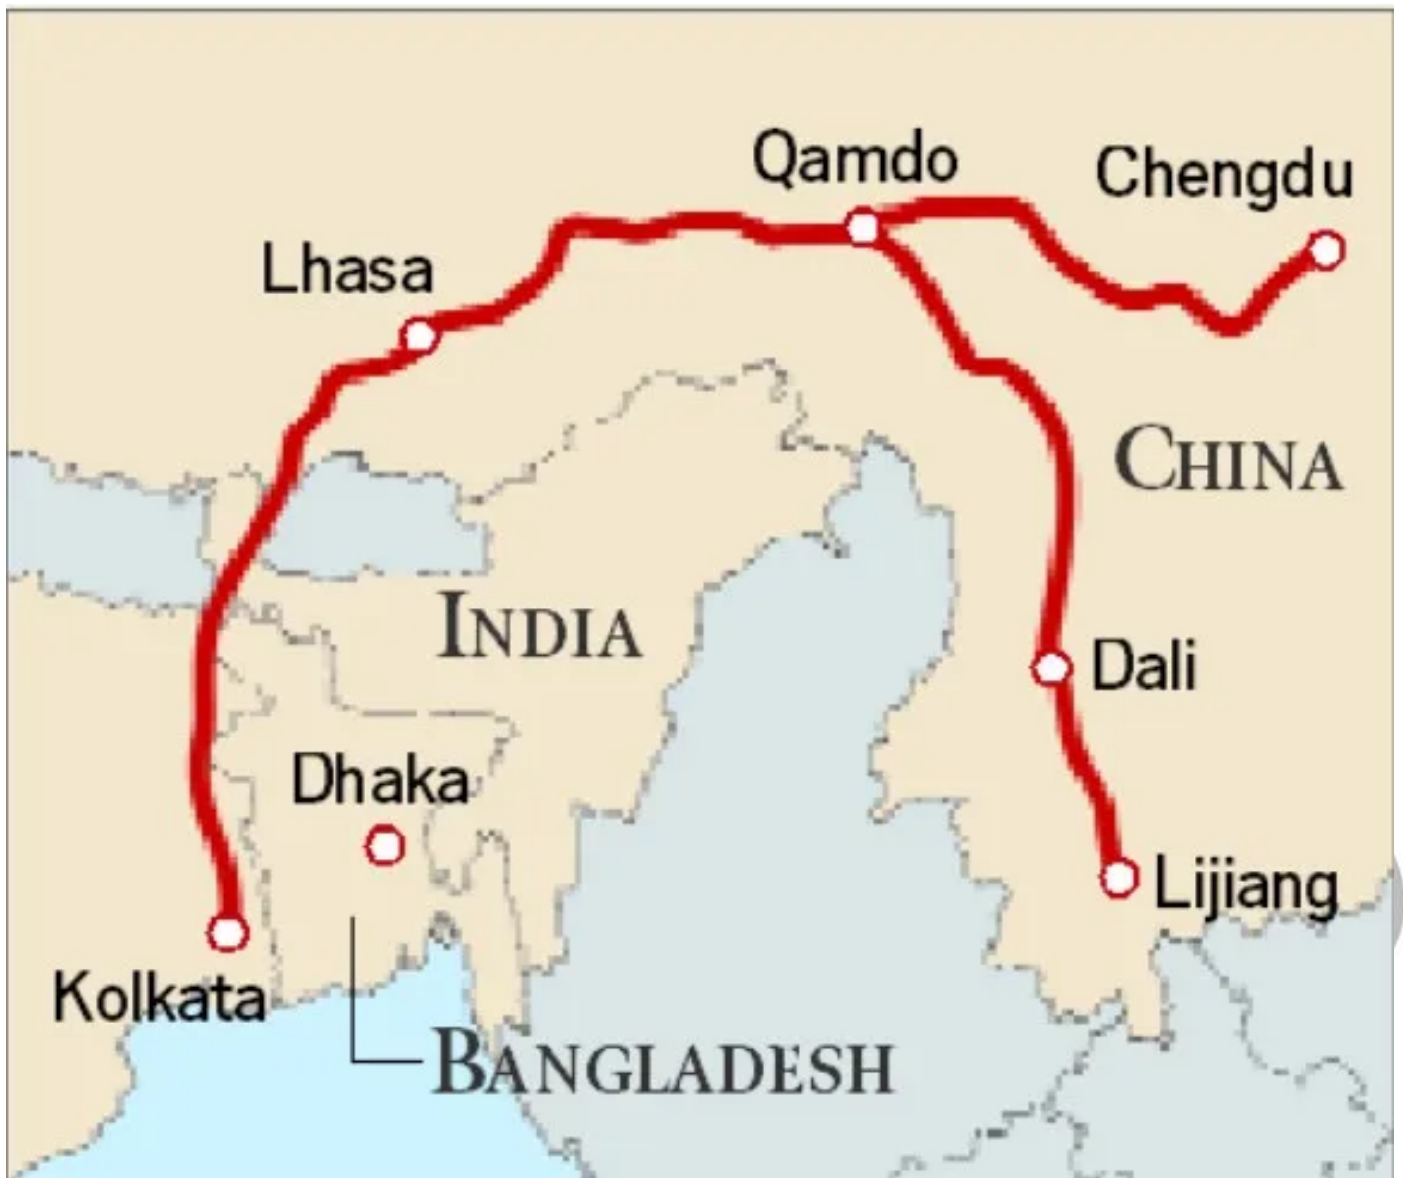 Qamdo
Chengdu
Lhasa
CHINA
INDIA
Dali
Dhaka
Lijiang
Kolkata
BANGLADESH